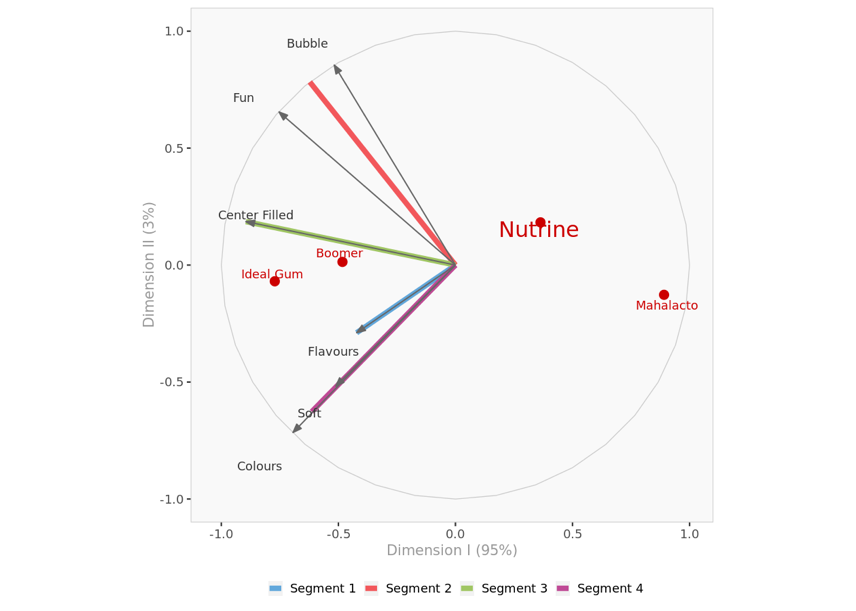 1.0
0.5
0.0
-0.5
-1.0
Dimension II (3%)
Bubble
Fun
Center Filled
Boomer
Ideal Gum
Nutrine
Mahalacto
Flavours
Soft
Colours
-1.0 -0.5 0.0 0.5 1.0
Dimension I (95%)
Segment 1 Segment 2 Segment 3 Segment 4